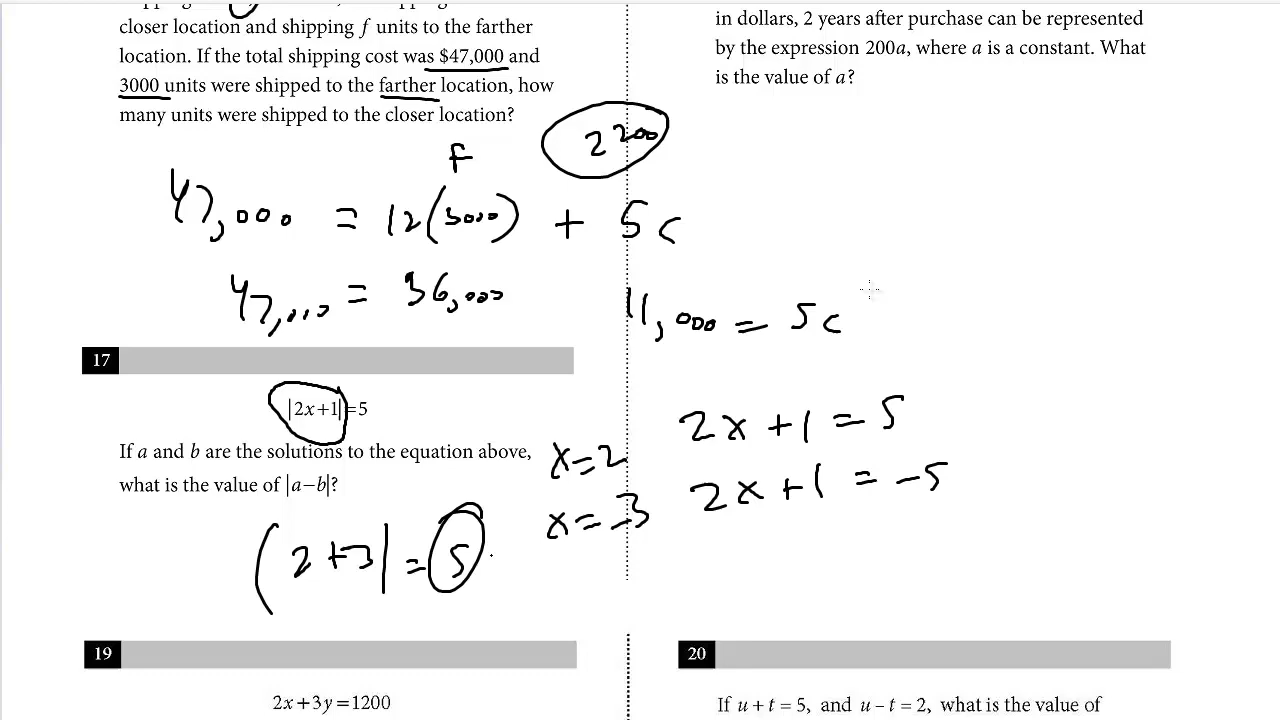 closer location and shipping f units to the farther
location. If the total shipping cost was $47,000 and
3000 units were shipped to the farther location, how
many units were shipped to the closer location?
2200
F
47,000 = 12(3000) + 5c
47,000 = 36,000
11,000 = 5c
17
|2x+1|=5
If a and b are the solutions to the equation above,
what is the value of |a−b|?
x=2
x=-3
2x+1=5
2x+1=-5
|2+3|=5
19
2x+3y=1200
in dollars, 2 years after purchase can be represented
by the expression 200a, where a is a constant. What
is the value of a?
20
If u+t=5, and u−t=2, what is the value of